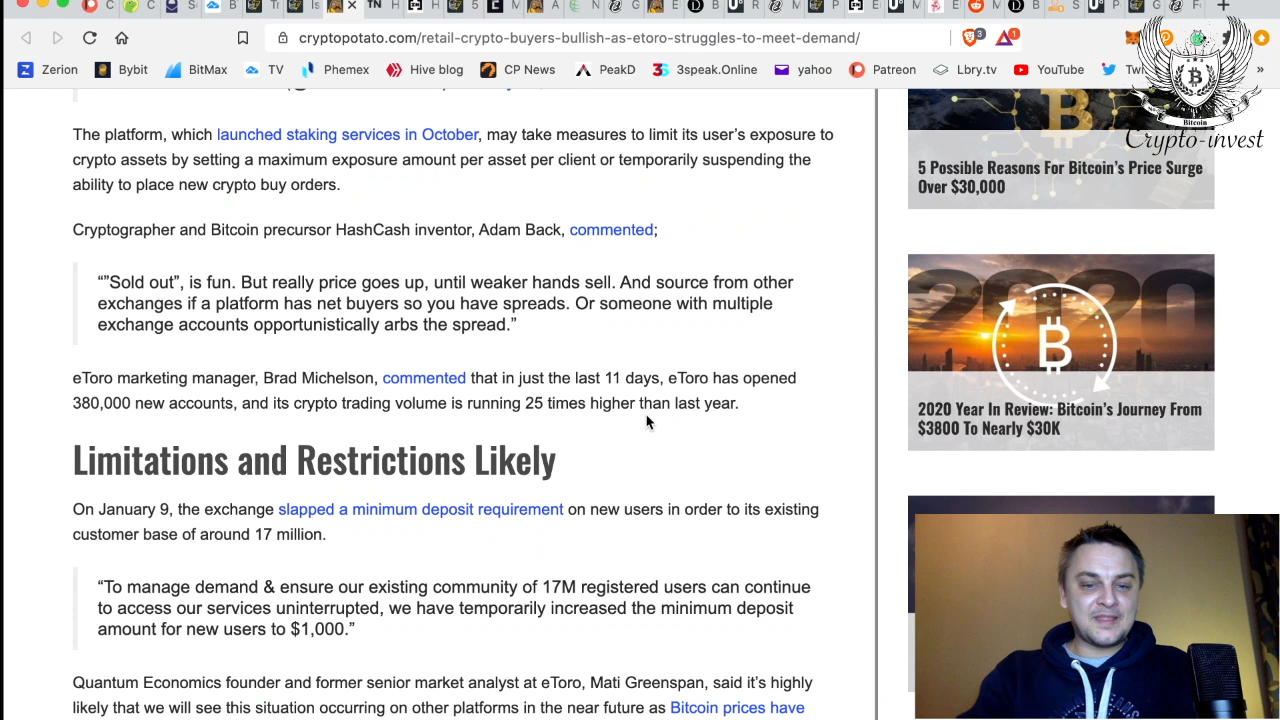 cryptopotato.com/retail-crypto-buyers-bullish-as-etoro-struggles-to-meet-demand/
3
1
Zerion
Bybit
BitMax
TV
Phemex
Hive blog
CP News
PeakD
3speak.Online
yahoo
Patreon
Lbry.tv
YouTube
»
Bitcoin
Crypto-invest
The platform, which launched staking services in October, may take measures to limit its user’s exposure to
crypto assets by setting a maximum exposure amount per asset per client or temporarily suspending the
ability to place new crypto buy orders.
Cryptographer and Bitcoin precursor HashCash inventor, Adam Back, commented;
“”Sold out”, is fun. But really price goes up, until weaker hands sell. And source from other
exchanges if a platform has net buyers so you have spreads. Or someone with multiple
exchange accounts opportunistically arbs the spread.”
eToro marketing manager, Brad Michelson, commented that in just the last 11 days, eToro has opened
380,000 new accounts, and its crypto trading volume is running 25 times higher than last year.
Limitations and Restrictions Likely
On January 9, the exchange slapped a minimum deposit requirement on new users in order to its existing
customer base of around 17 million.
“To manage demand & ensure our existing community of 17M registered users can continue
to access our services uninterrupted, we have temporarily increased the minimum deposit
amount for new users to $1,000.”
Quantum Economics founder and former senior market analyst at eToro, Mati Greenspan, said it’s highly
likely that we will see this situation occurring on other platforms in the near future as Bitcoin prices have
5 Possible Reasons For Bitcoin’s Price Surge
Over $30,000
2020
2020 Year In Review: Bitcoin’s Journey From
$3800 To Nearly $30K